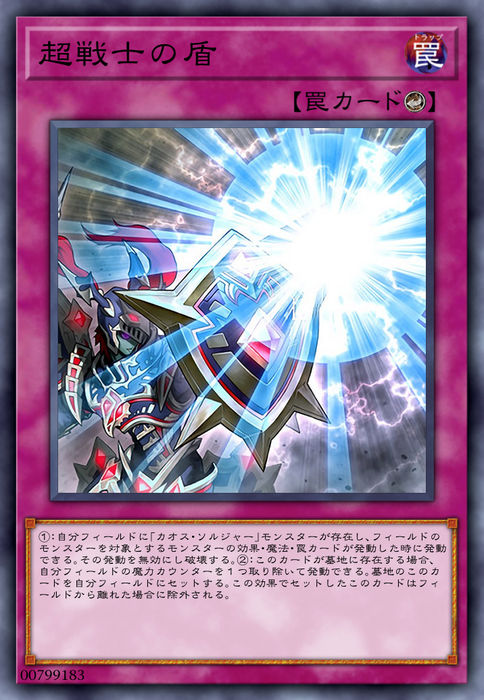 超戦士の盾
トラップ
罠
【罠カード】
①:自分フィールドに「カオス・ソルジャー」モンスターが存在し、フィールドの
モンスターを対象とするモンスターの効果・魔法・罠カードが発動した時に発動
できる。その発動を無効にし破壊する。②:このカードが墓地に存在する場合、
自分フィールドの魔力カウンターを１つ取り除いて発動できる。墓地のこのカ
ードを自分フィールドにセットする。この効果でセットしたこのカードはフィ
ールドから離れた場合に除外される。
00799183